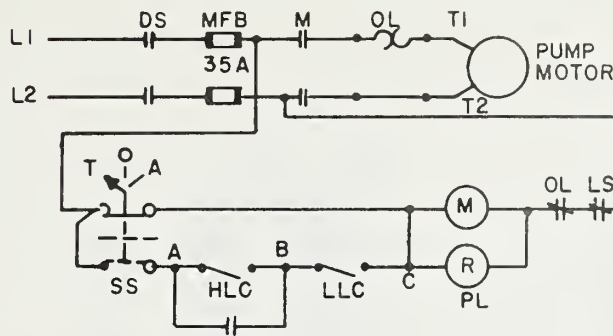 DS MFB M OL T1
L1
35A
PUMP
MOTOR
L2
T2
O
T A
OL LS
M
A B
C
R
SS HLC LLC PL